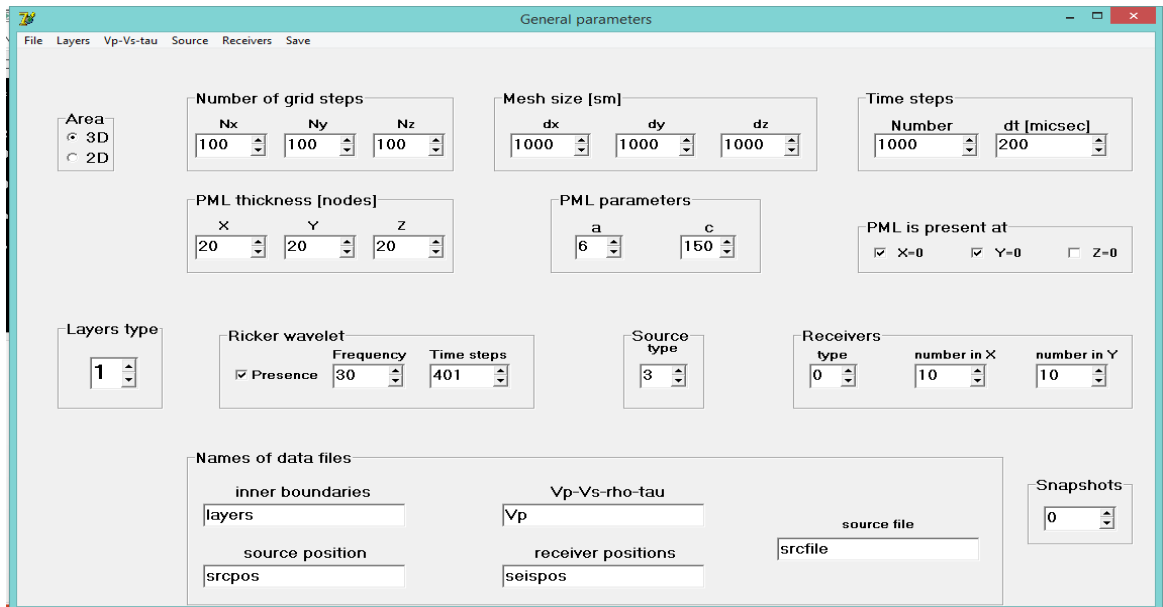 General parameters
File Layers Vp-Vs-tau Source Receivers Save
Area
3D
2D
Number of grid steps
Nx Ny Nz
100 100 100
Mesh size [sm]
dx dy dz
1000 1000 1000
Time steps
Number dt [micsec]
1000 200
PML thickness [nodes]
X Y Z
20 20 20
PML parameters
a c
6 150
PML is present at
X=0 Y=0 Z=0
Layers type
1
Ricker wavelet
Frequency Time steps
Presence 30 401
Source
type
3
Receivers
type number in X number in Y
0 10 10
Names of data files
inner boundaries Vp-Vs-rho-tau
layers Vp
source file
srcfile
source position receiver positions
srcpos seispos
Snapshots
0